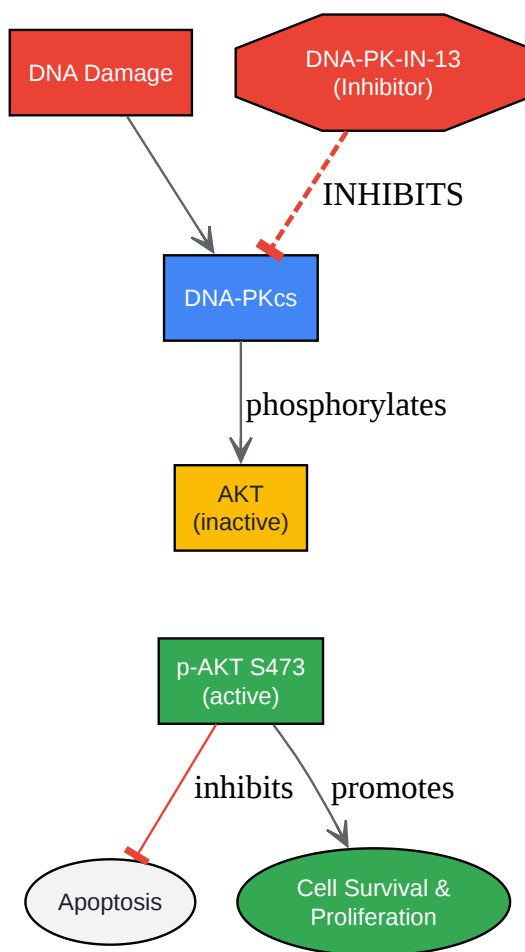 DNA Damage
DNA-PK-IN-13
(Inhibitor)
INHIBITS
DNA-PKcs
phosphorylates
AKT
(inactive)
p-AKT S473
(active)
inhibits
promotes
Apoptosis
Cell Survival &
Proliferation